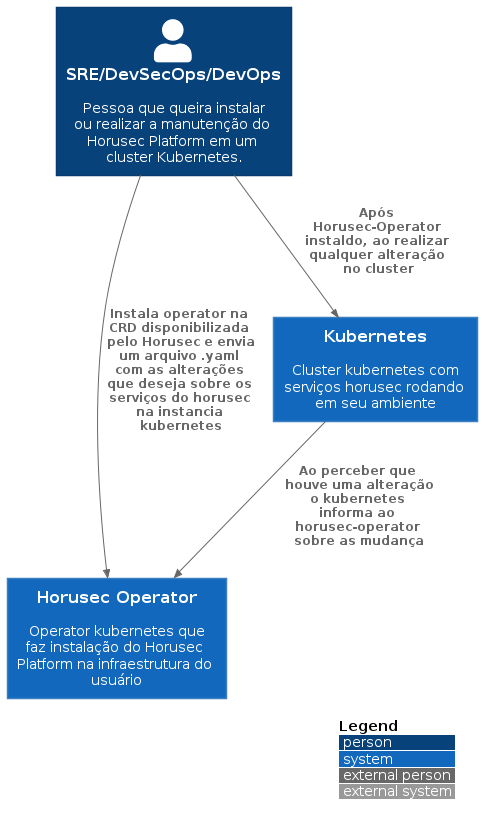 SRE/DevSecOps/DevOps
Pessoa que queira instalar
ou realizar a manutenção do
Horusec Platform em um
cluster Kubernetes.
Após
Horusec-Operator
instaldo, ao realizar
qualquer alteração
no cluster
Instala operator na
CRD disponibilizada
pelo Horusec e envia
um arquivo .yaml
com as alterações
que deseja sobre os
serviços do horusec
na instancia
kubernetes
Kubernetes
Cluster kubernetes com
serviços horusec rodando
em seu ambiente
Ao perceber que
houve uma alteração
o kubernetes
informa ao
horusec-operator
sobre as mudança
Horusec Operator
Operator kubernetes que
faz instalação do Horusec
Platform na infraestrutura do
usuário
Legend
person
system
external person
external system